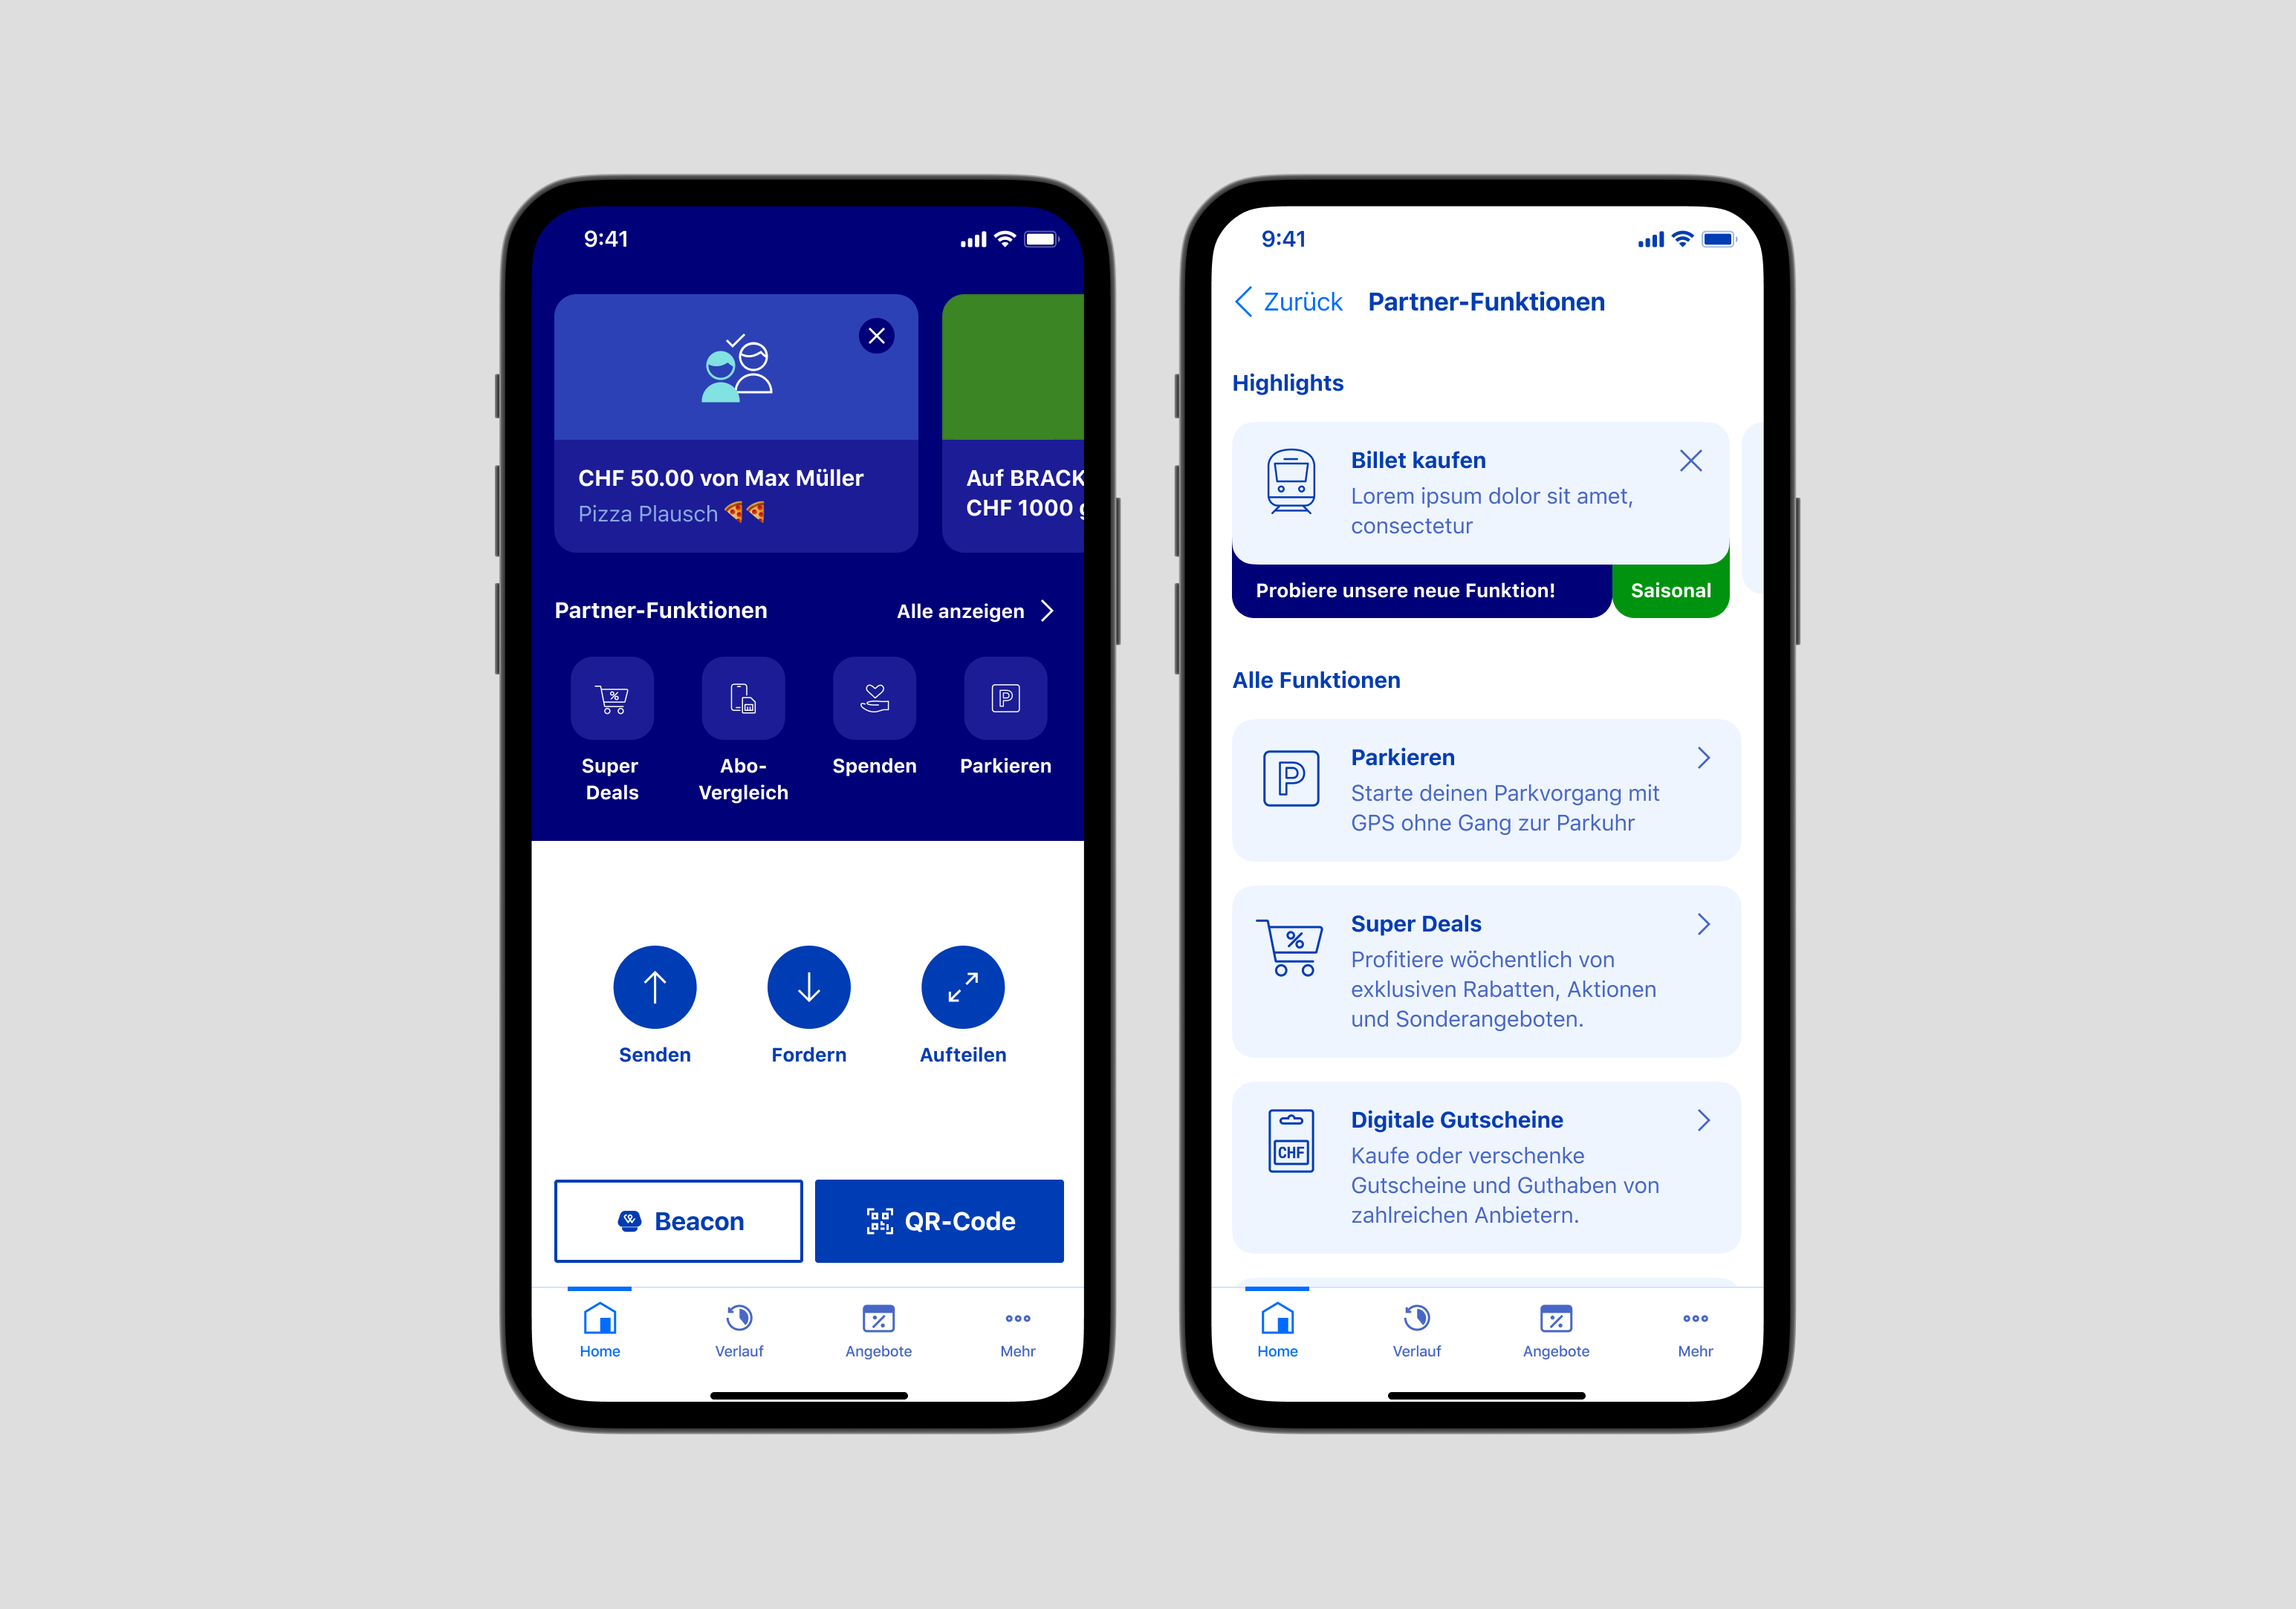 9:41
CHF 50.00 von Max Müller
Pizza Plausch 🍕🍕
Auf BRACK
CHF 1000
Partner-Funktionen
Alle anzeigen
%
P
Super
Deals
Abo-
Vergleich
Spenden
Parkieren
Senden
Fordern
Aufteilen
Beacon
QR-Code
Home
Verlauf
Angebote
Mehr
9:41
Zurück
Partner-Funktionen
Highlights
Billet kaufen
Lorem ipsum dolor sit amet,
consectetur
Probiere unsere neue Funktion!
Saisonal
Alle Funktionen
P
Parkieren
Starte deinen Parkvorgang mit
GPS ohne Gang zur Parkuhr
%
Super Deals
Profitiere wöchentlich von
exklusiven Rabatten, Aktionen
und Sonderangeboten.
CHF
Digitale Gutscheine
Kaufe oder verschenke
Gutscheine und Guthaben von
zahlreichen Anbietern.
Home
Verlauf
Angebote
Mehr